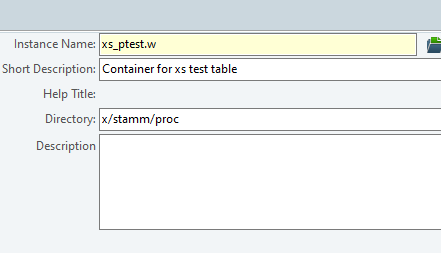 Instance Name: xs_ptest.w
Short Description: Container for xs test table
Help Title:
Directory: x/stamm/proc
Description